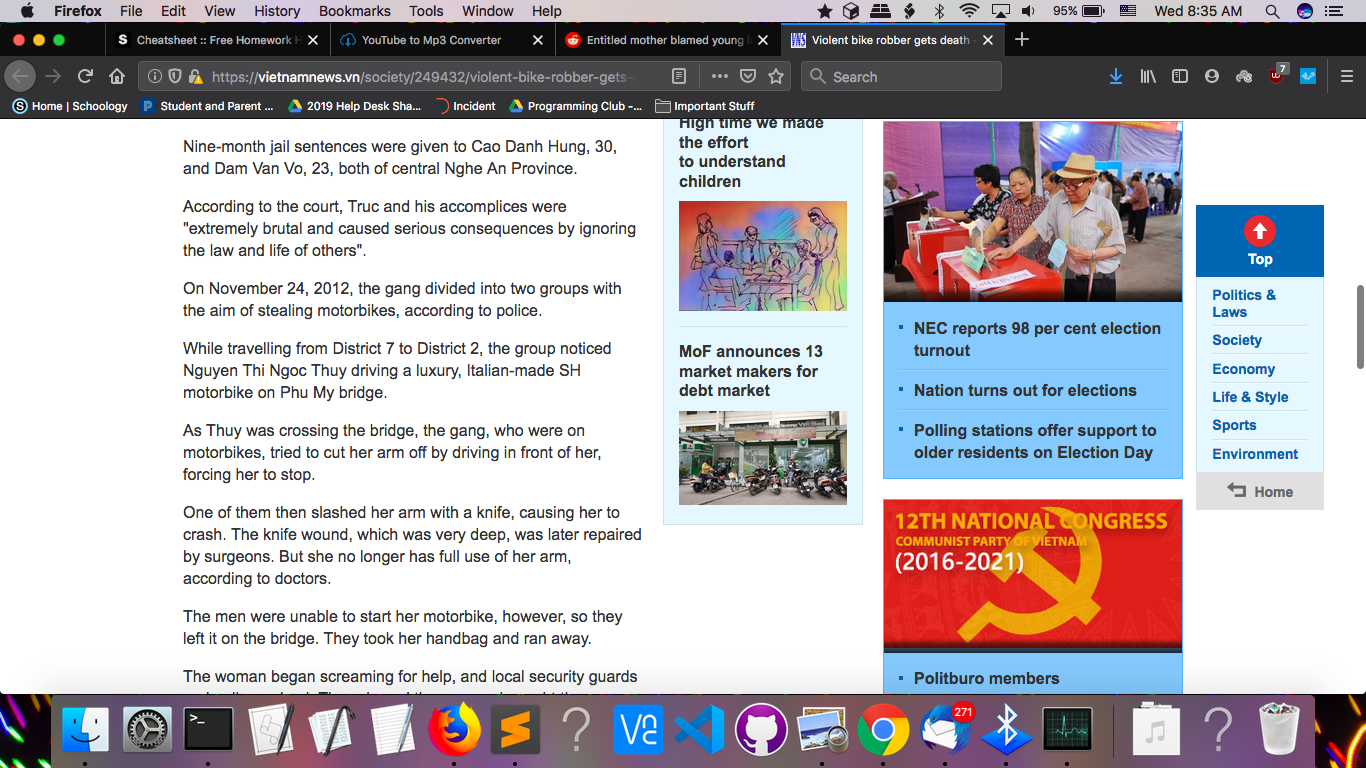 Firefox File Edit View History Bookmarks Tools Window Help 95% Wed 8:35 AM
Cheatsheet :: Free Homework H
YouTube to Mp3 Converter
Entitled mother blamed young
Violent bike robber gets death -
https://vietnamnews.vn/society/249432/violent-bike-robber-gets-
Search
7
Home | Schoology
Student and Parent ...
2019 Help Desk Sha...
Incident
Programming Club -...
Important Stuff
Nine-month jail sentences were given to Cao Danh Hung, 30,
and Dam Van Vo, 23, both of central Nghe An Province.
According to the court, Truc and his accomplices were
"extremely brutal and caused serious consequences by ignoring
the law and life of others".
On November 24, 2012, the gang divided into two groups with
the aim of stealing motorbikes, according to police.
While travelling from District 7 to District 2, the group noticed
Nguyen Thi Ngoc Thuy driving a luxury, Italian-made SH
motorbike on Phu My bridge.
As Thuy was crossing the bridge, the gang, who were on
motorbikes, tried to cut her arm off by driving in front of her,
forcing her to stop.
One of them then slashed her arm with a knife, causing her to
crash. The knife wound, which was very deep, was later repaired
by surgeons. But she no longer has full use of her arm,
according to doctors.
The men were unable to start her motorbike, however, so they
left it on the bridge. They took her handbag and ran away.
The woman began screaming for help, and local security guards
High time we made
the effort
to understand
children
MoF announces 13
market makers for
debt market
NEC reports 98 per cent election
turnout
Nation turns out for elections
Polling stations offer support to
older residents on Election Day
12TH NATIONAL CONGRESS
COMMUNIST PARTY OF VIETNAM
(2016-2021)
Politburo members
Top
Politics &
Laws
Society
Economy
Life & Style
Sports
Environment
Home
271